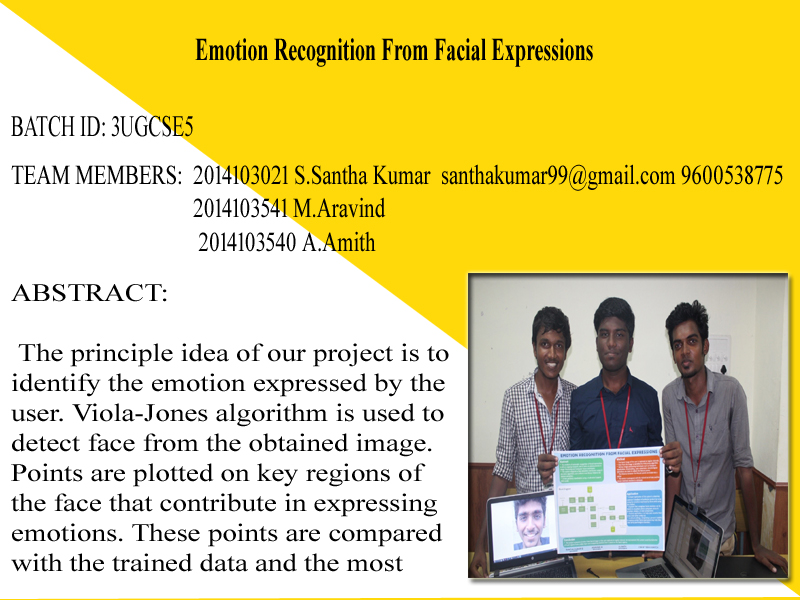 Emotion Recognition From Facial Expressions
BATCH ID: 3UGCSE5
TEAM MEMBERS: 2014103021 S.Santha Kumar santhakumar99@gmail.com 9600538775
2014103541 M.Aravind
2014103540 A.Amith
ABSTRACT:
The principle idea of our project is to
identify the emotion expressed by the
user. Viola-Jones algorithm is used to
detect face from the obtained image.
Points are plotted on key regions of
the face that contribute in expressing
emotions. These points are compared
with the trained data and the most
EMOTION RECOGNITION FROM FACIAL EXPRESSIONS